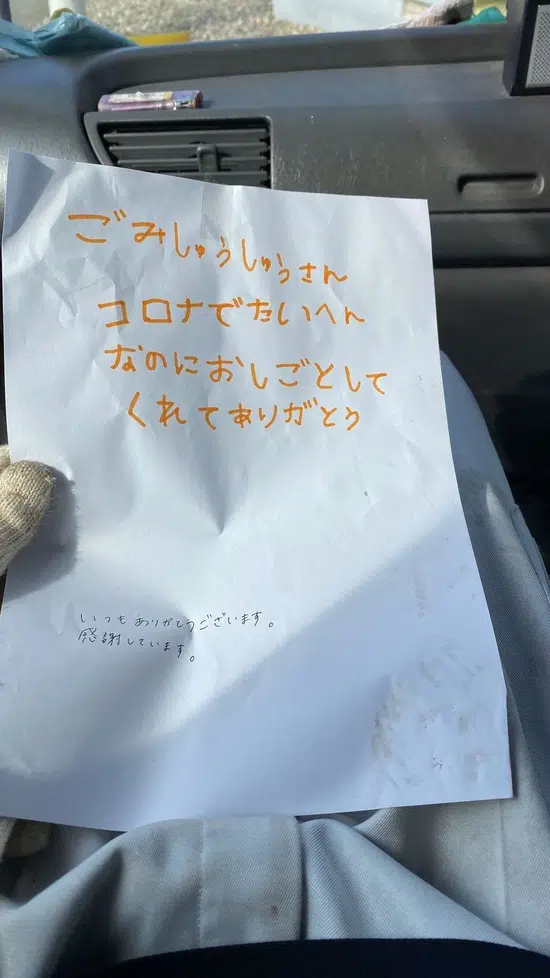 ごみしゅうしゅうさん
コロナでたいへん
なのにおしごとして
くれてありがとう
いつもありがとうございます。
感謝しています。